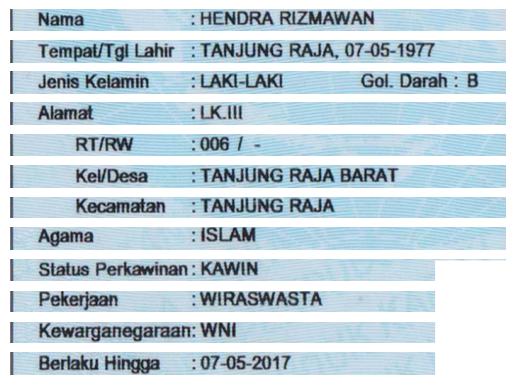 Nama : HENDRA RIZMAWAN
Tempat/Tgl Lahir : TANJUNG RAJA, 07-05-1977
Jenis Kelamin : LAKI-LAKI Gol. Darah : B
Alamat : LK.III
RT/RW : 006 / -
Kel/Desa : TANJUNG RAJA BARAT
Kecamatan : TANJUNG RAJA
Agama : ISLAM
Status Perkawinan : KAWIN
Pekerjaan : WIRASWASTA
Kewarganegaraan: WNI
Berlaku Hingga : 07-05-2017